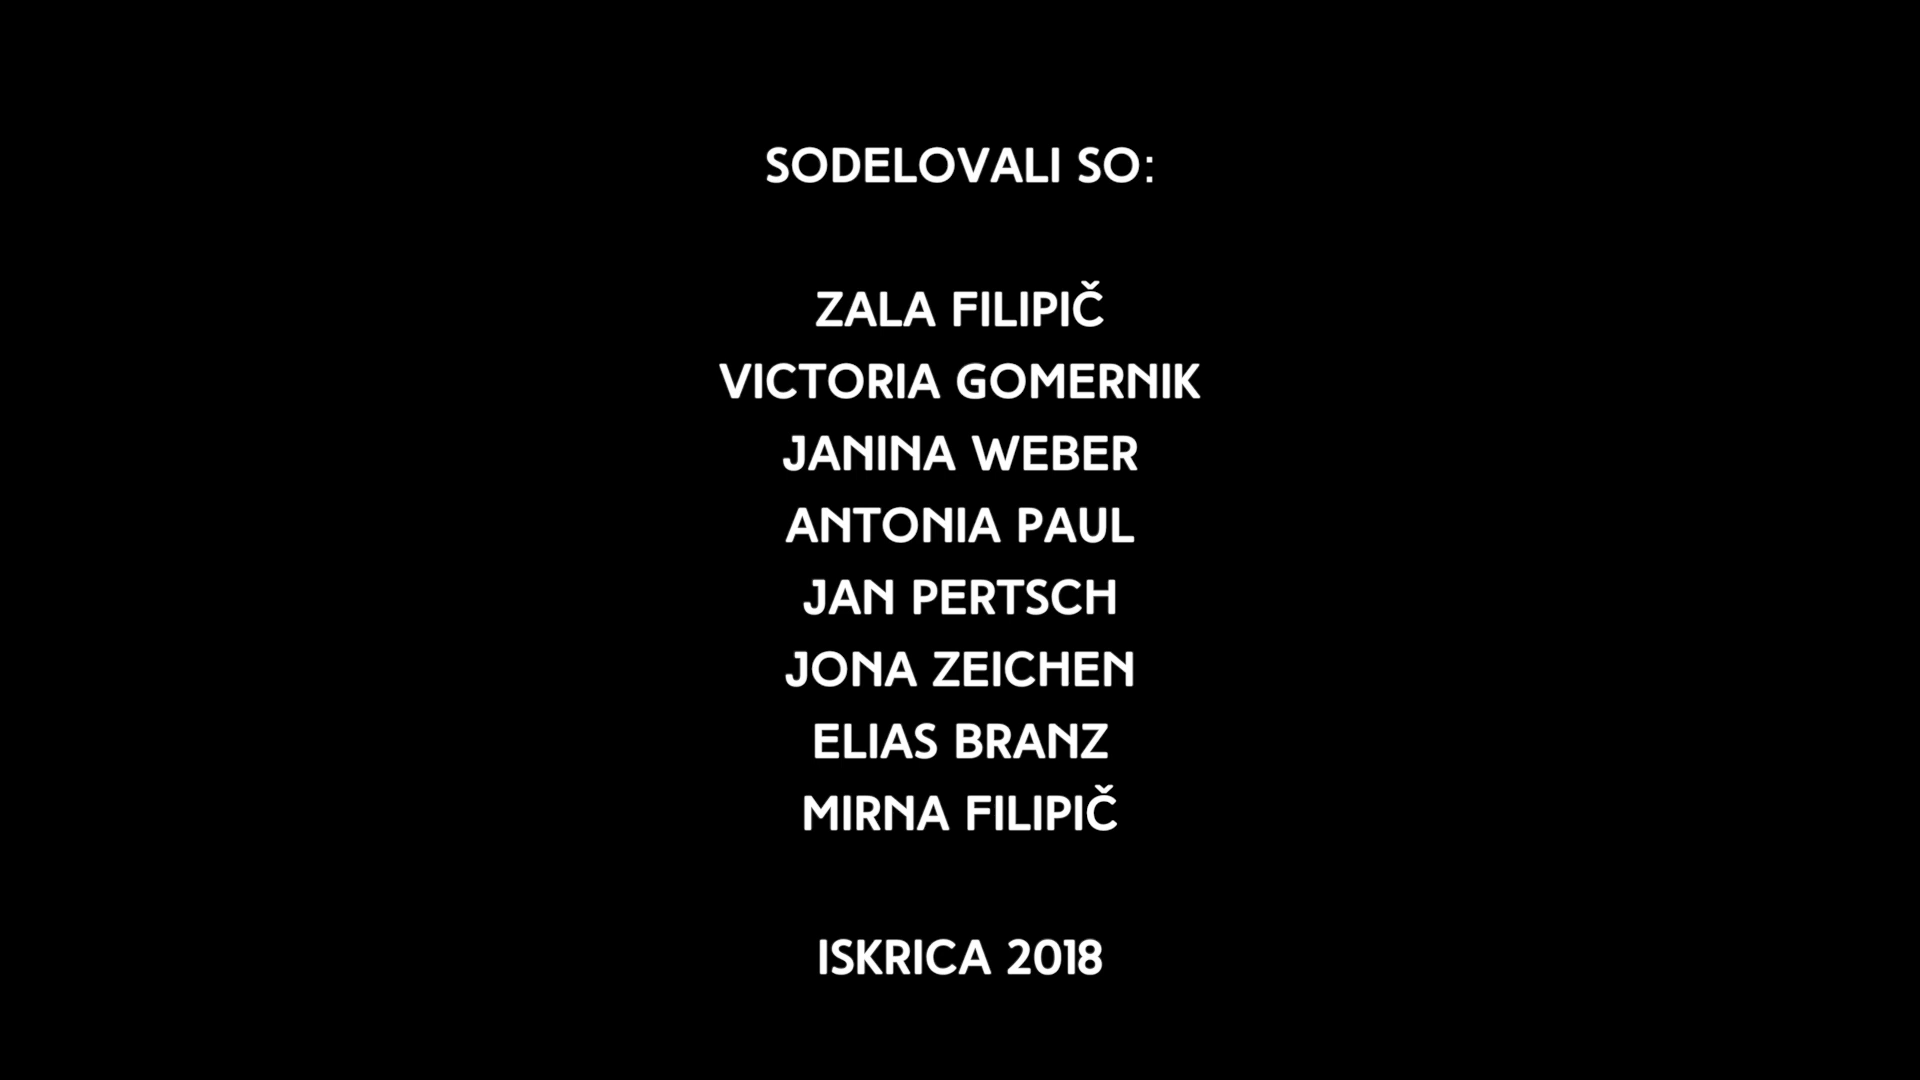 SODELOVALI SO:
ZALA FILIPIČ
VICTORIA GOMERNIK
JANINA WEBER
ANTONIA PAUL
JAN PERTSCH
JONA ZEICHEN
ELIAS BRANZ
MIRNA FILIPIČ
ISKRICA 2018